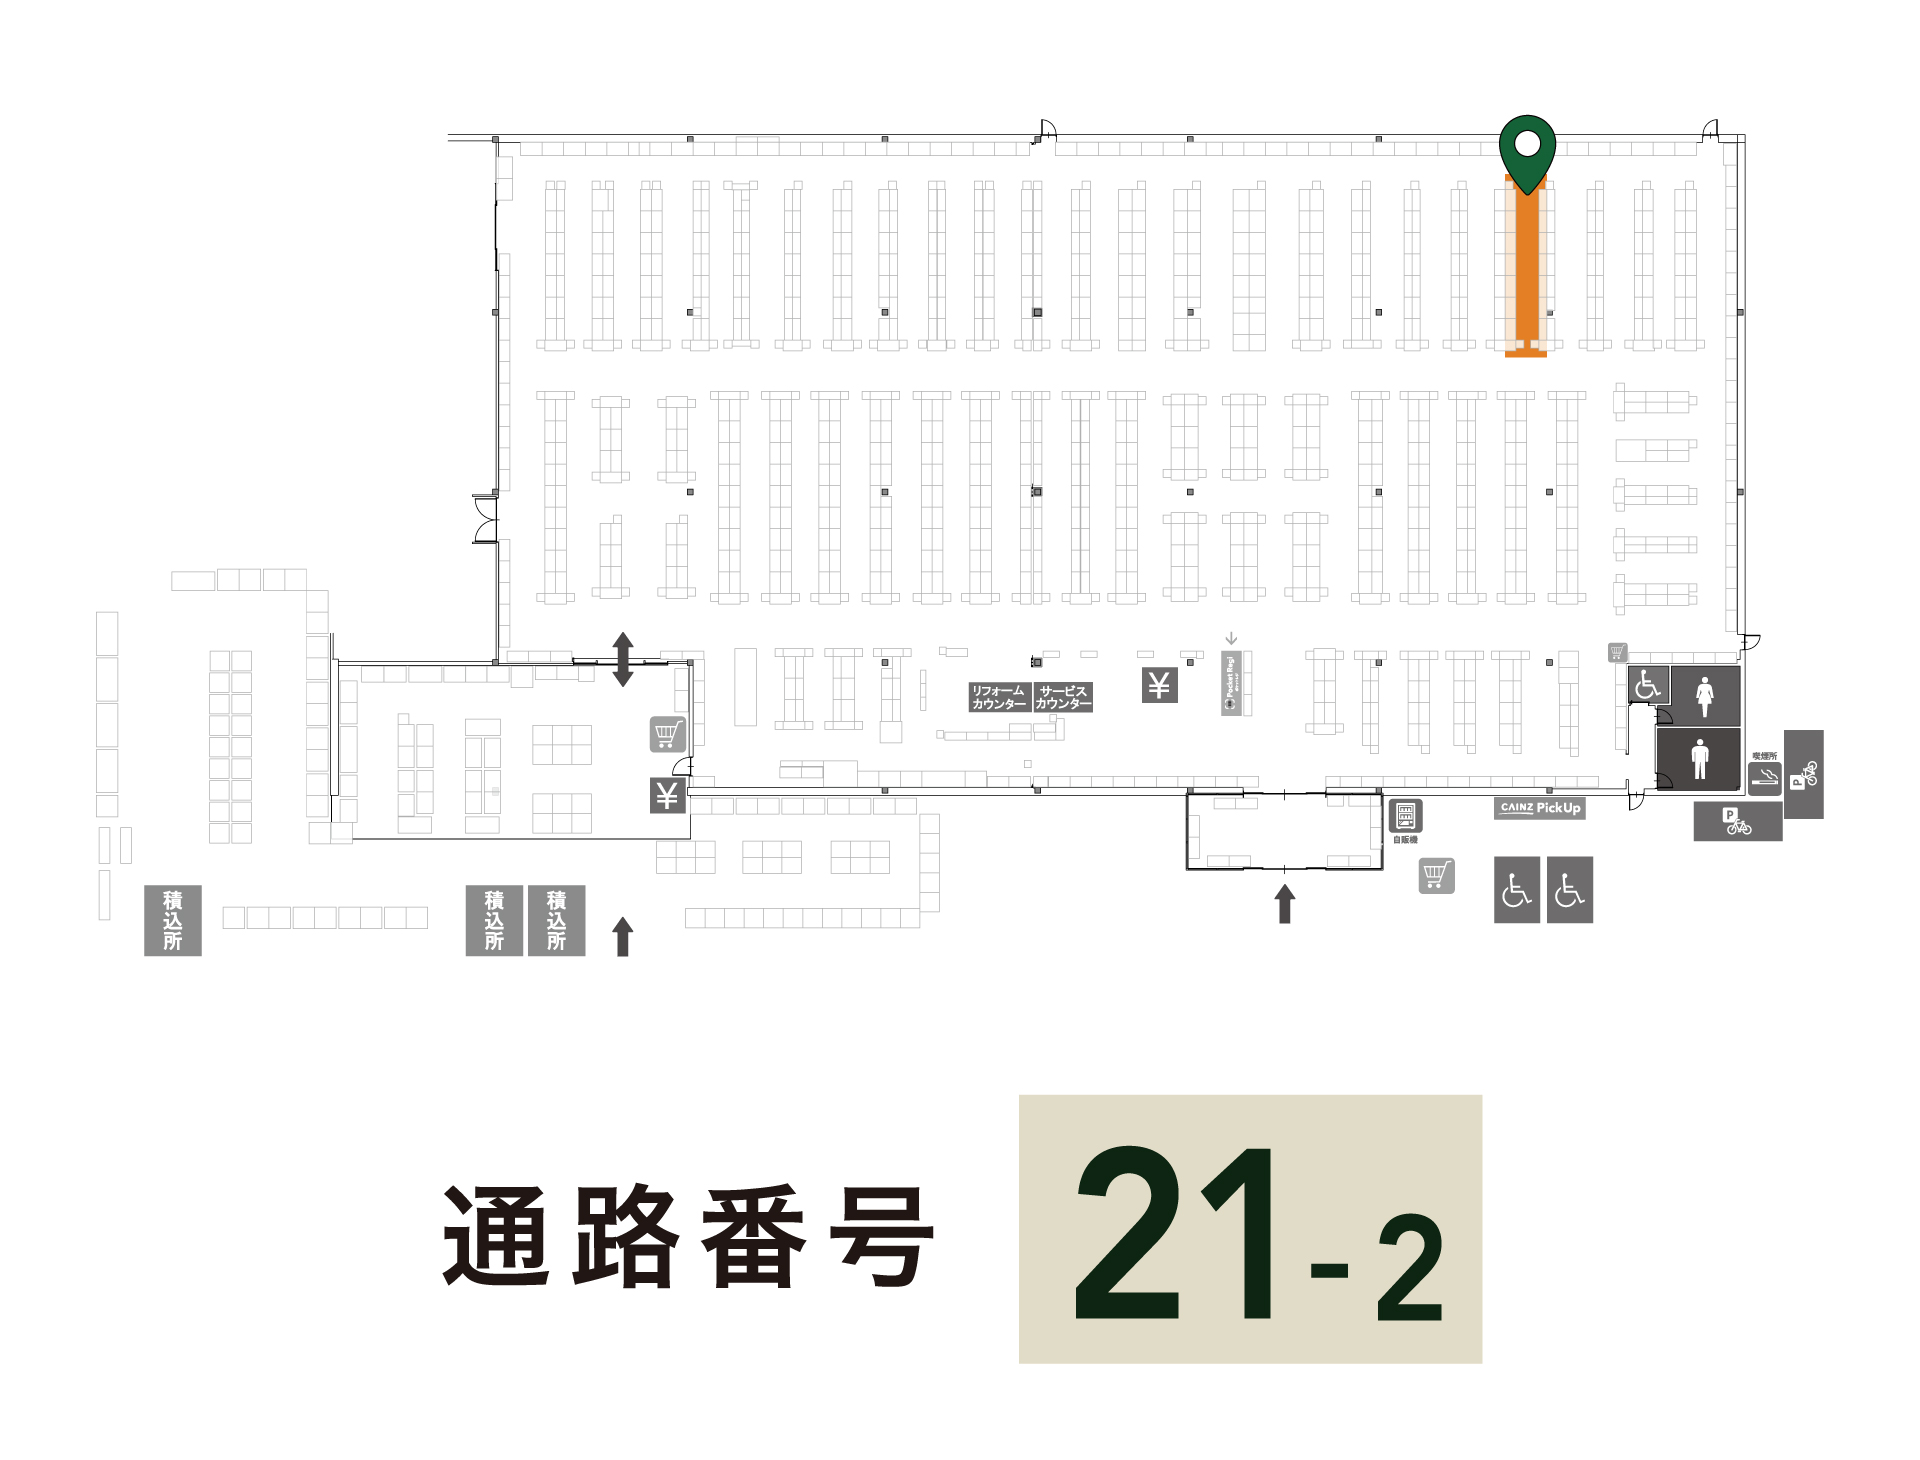 Pocket Regi
リフォーム
カウンター
サービス
カウンター
¥
¥
喫煙所
P
P
CAINZ PickUp
自販機
積込所
積込所
積込所
通路番号 21-2